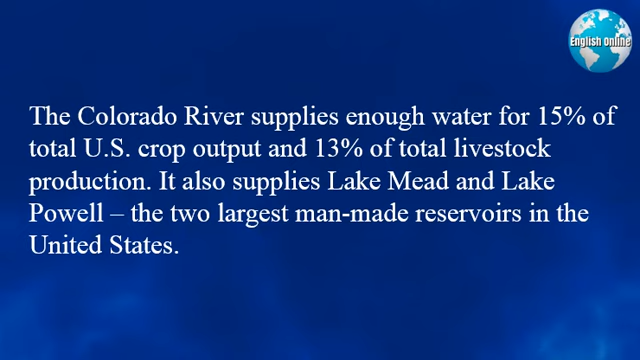 English Online
The Colorado River supplies enough water for 15% of
total U.S. crop output and 13% of total livestock
production. It also supplies Lake Mead and Lake
Powell – the two largest man-made reservoirs in the
United States.